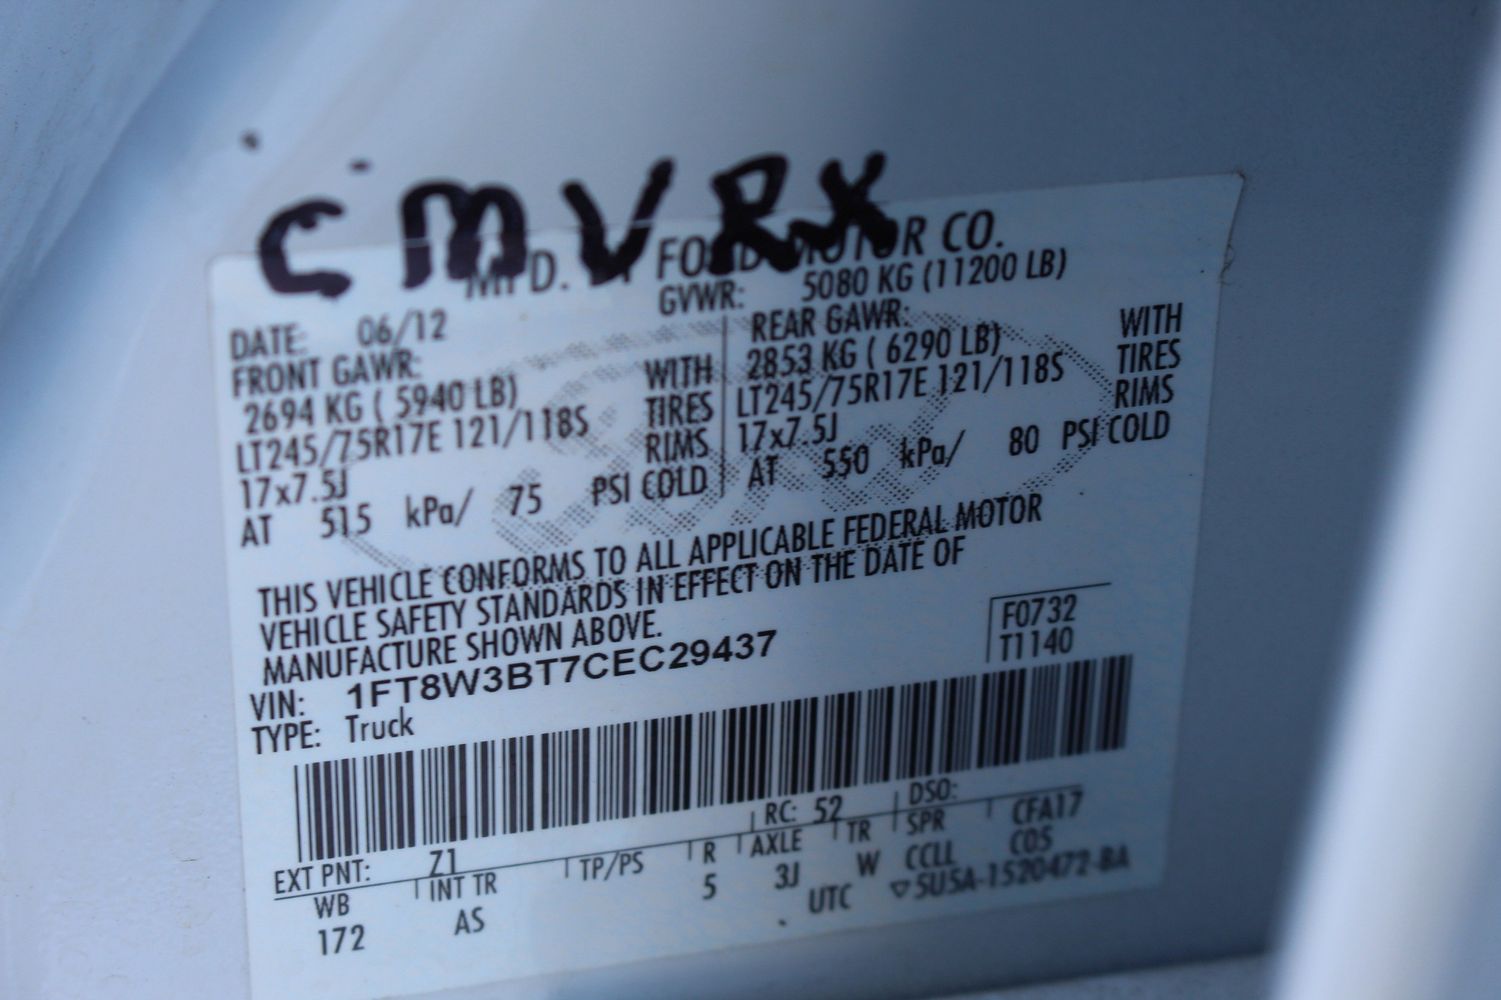 CMVRX
MFD. BY FORD MOTOR CO.
DATE: 06/12 GVWR: 5080 KG (11200 LB)
FRONT GAWR: REAR GAWR:
2694 KG ( 5940 LB) WITH 2853 KG ( 6290 LB) WITH
LT245/75R17E 121/118S TIRES LT245/75R17E 121/118S TIRES
17x7.5J RIMS 17x7.5J RIMS
AT 515 kPa/ 75 PSI COLD AT 550 kPa/ 80 PSI COLD
THIS VEHICLE CONFORMS TO ALL APPLICABLE FEDERAL MOTOR
VEHICLE SAFETY STANDARDS IN EFFECT ON THE DATE OF
MANUFACTURE SHOWN ABOVE.
F0732
VIN: 1FT8W3BT7CEC29437 T1140
TYPE: Truck
EXT PNT: Z1 RC: 52 DSO:
WB INT TR TP/PS R AXLE TR SPR CFA17
172 AS 5 3J W CCLL C05
UTC ▽5U5A-1520472-BA